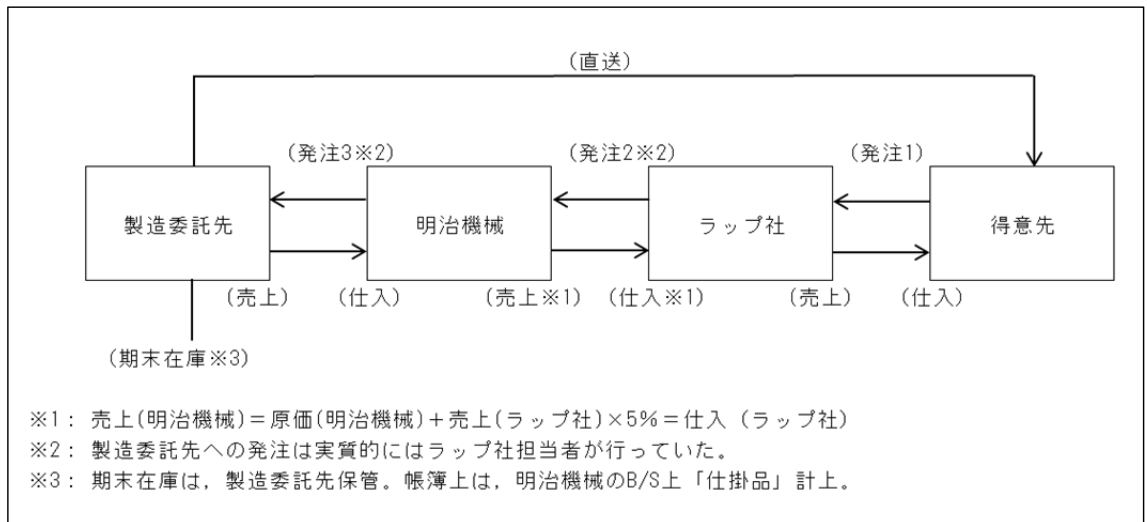 (直送)
(発注3※2)
(発注2※2)
(発注1)
製造委託先
明治機械
ラップ社
得意先
(売上)
(仕入)
(売上※1)
(仕入※1)
(売上)
(仕入)
(期末在庫※3)
※1: 売上(明治機械)=原価(明治機械)+売上(ラップ社)×5%=仕入 (ラップ社)
※2: 製造委託先への発注は実質的にはラップ社担当者が行っていた。
※3: 期末在庫は,製造委託先保管。帳簿上は,明治機械のB/S上「仕掛品」計上。